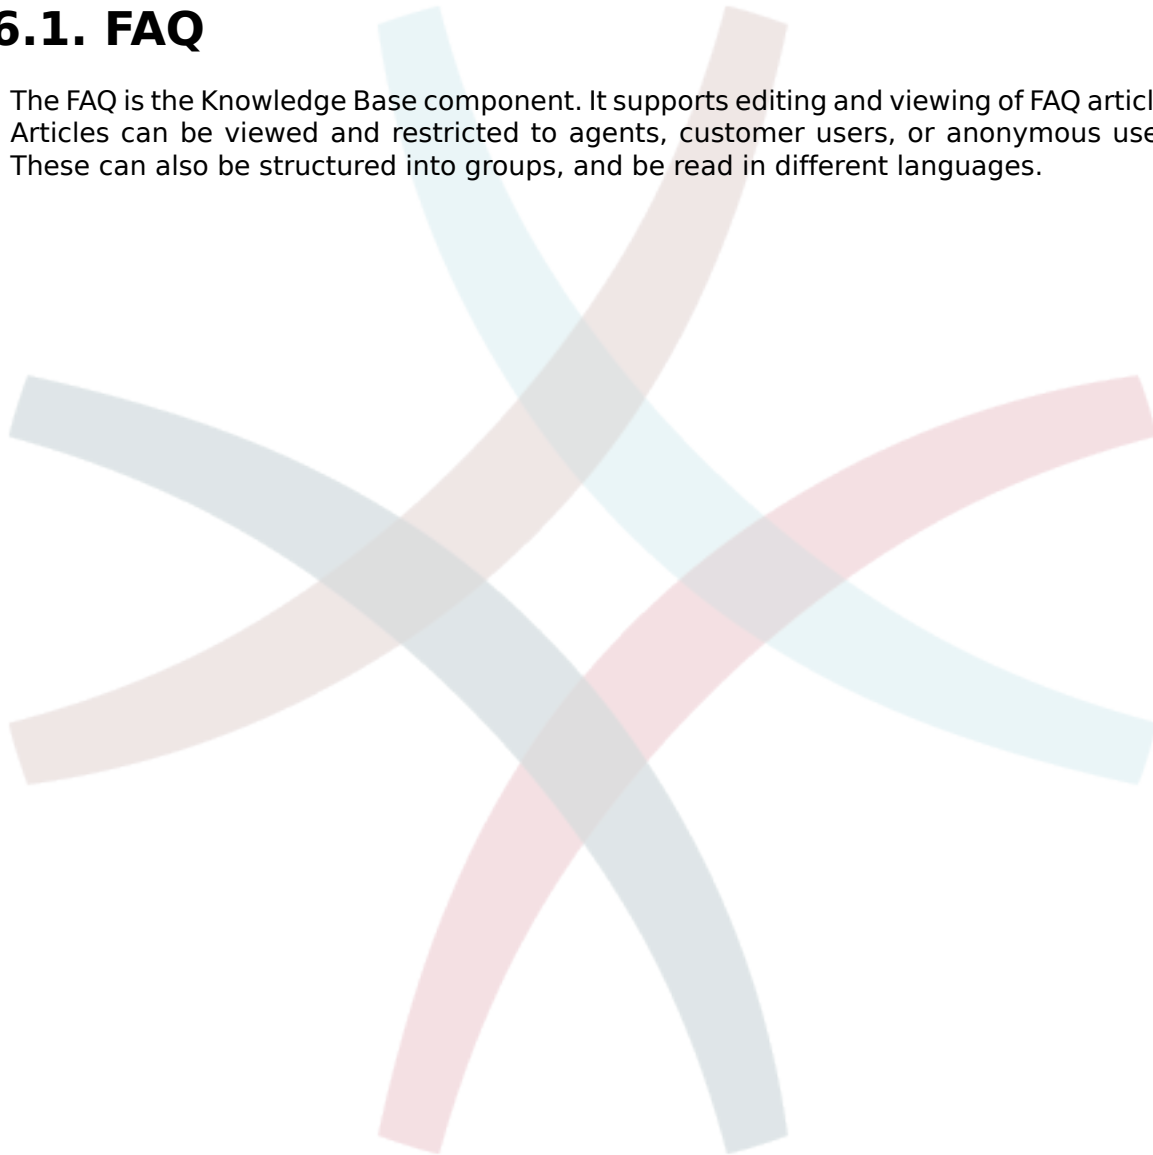 6.1. FAQ
The FAQ is the Knowledge Base component. It supports editing and viewing of FAQ articl
Articles can be viewed and restricted to agents, customer users, or anonymous use
These can also be structured into groups, and be read in different languages.